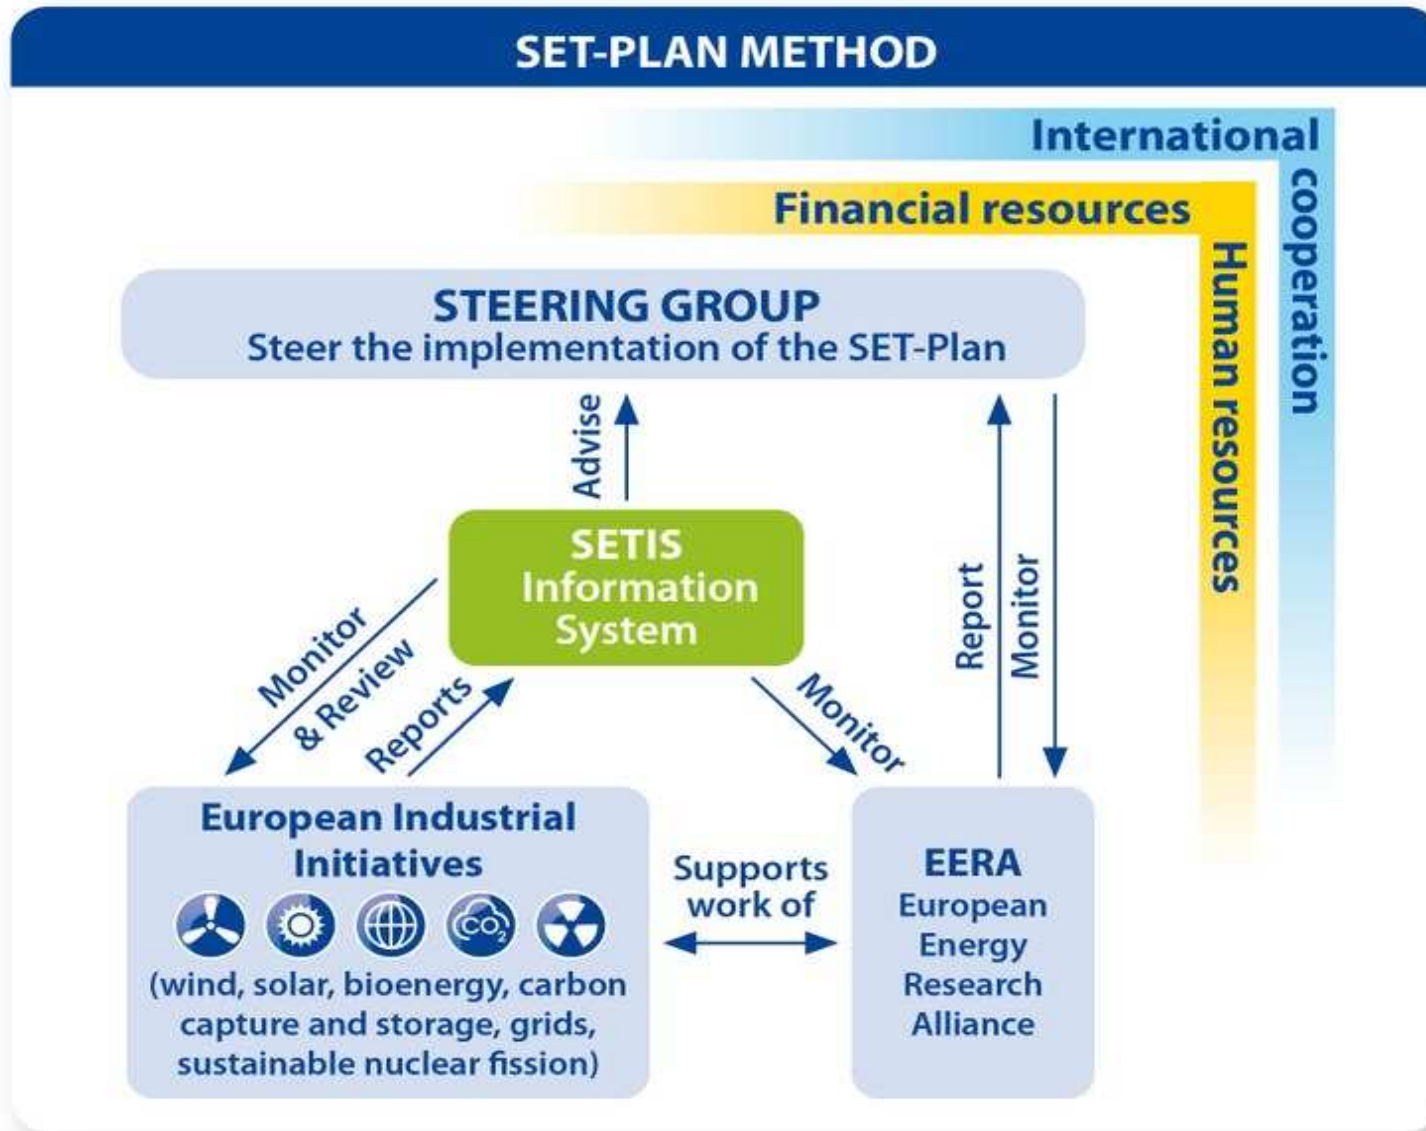 SET-PLAN METHOD
International
cooperation
Financial resources
Human resources
STEERING GROUP
Steer the implementation of the SET-Plan
Advise
SETIS
Information
System
Report
Monitor
Monitor
& Review
Reports
Monitor
European Industrial
Initiatives
CO2
(wind, solar, bioenergy, carbon
capture and storage, grids,
sustainable nuclear fission)
Supports
work of
EERA
European
Energy
Research
Alliance